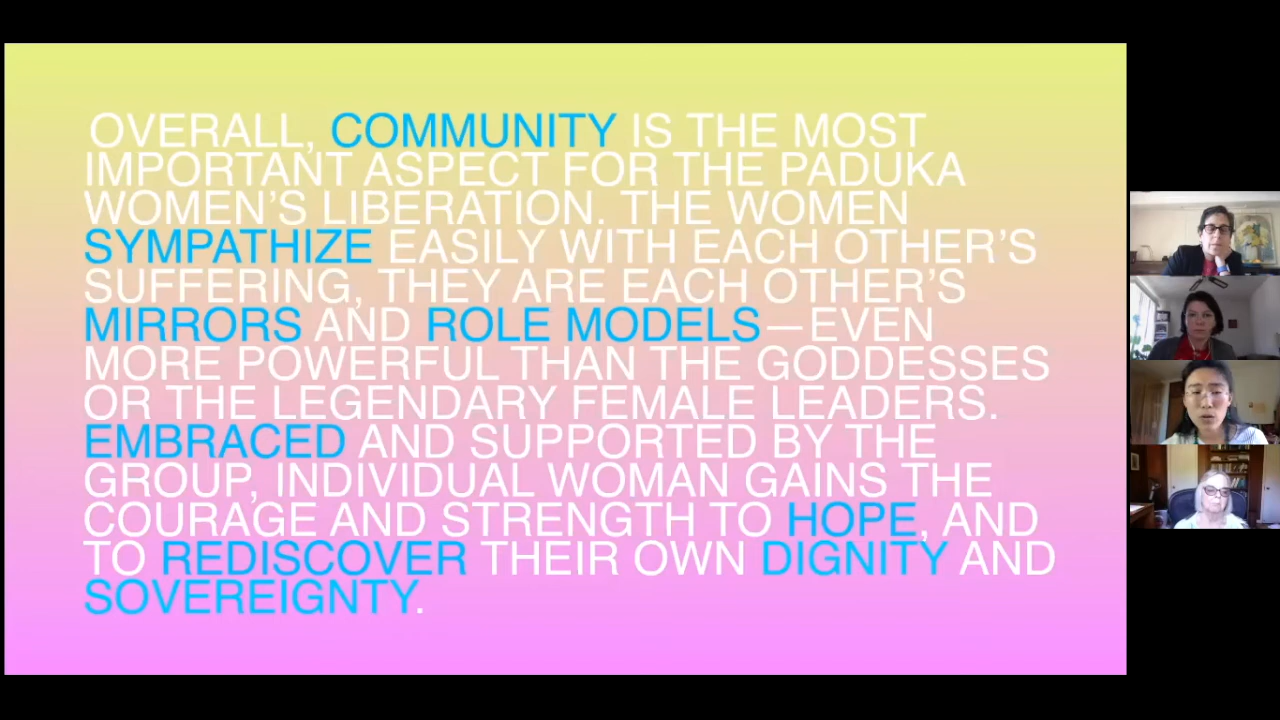 OVERALL, COMMUNITY IS THE MOST
IMPORTANT ASPECT FOR THE PADUKA
WOMEN'S LIBERATION. THE WOMEN
SYMPATHIZE EASILY WITH EACH OTHER'S
SUFFERING, THEY ARE EACH OTHER'S
MIRRORS AND ROLE MODELS—EVEN
MORE POWERFUL THAN THE GODDESSES
OR THE LEGENDARY FEMALE LEADERS.
EMBRACED AND SUPPORTED BY THE
GROUP, INDIVIDUAL WOMAN GAINS THE
COURAGE AND STRENGTH TO HOPE, AND
TO REDISCOVER THEIR OWN DIGNITY AND
SOVEREIGNTY.